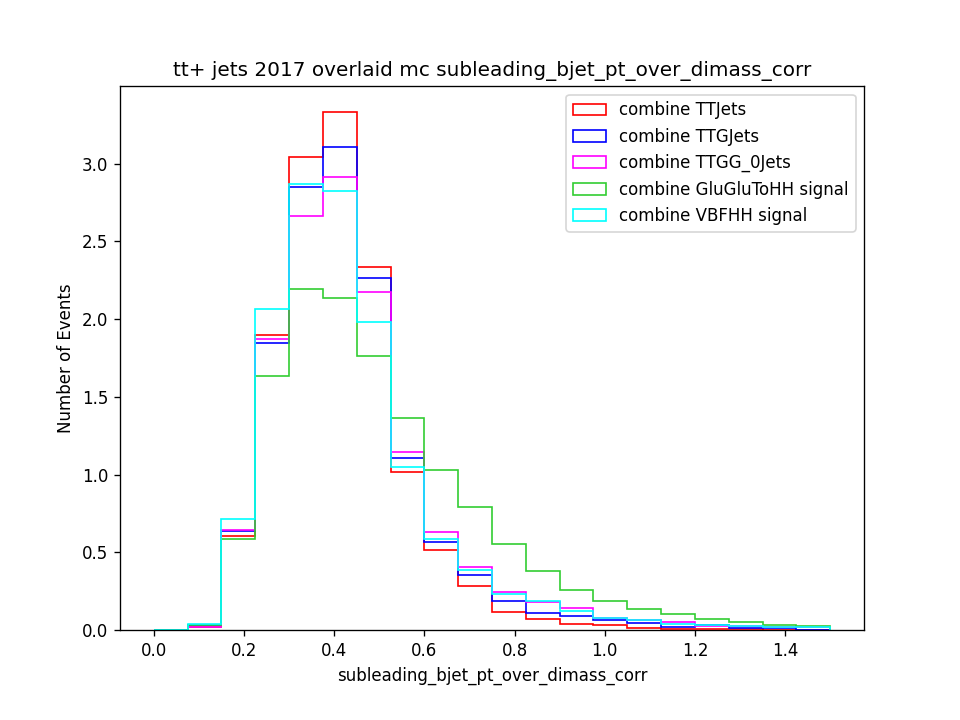 tt+ jets 2017 overlaid mc subleading_bjet_pt_over_dimass_corr
combine TTJets
combine TTGJets
combine TTGG_0Jets
combine GluGluToHH signal
combine VBFHH signal
Number of Events
3.0
2.5
2.0
1.5
1.0
0.5
0.0
0.0 0.2 0.4 0.6 0.8 1.0 1.2 1.4
subleading_bjet_pt_over_dimass_corr